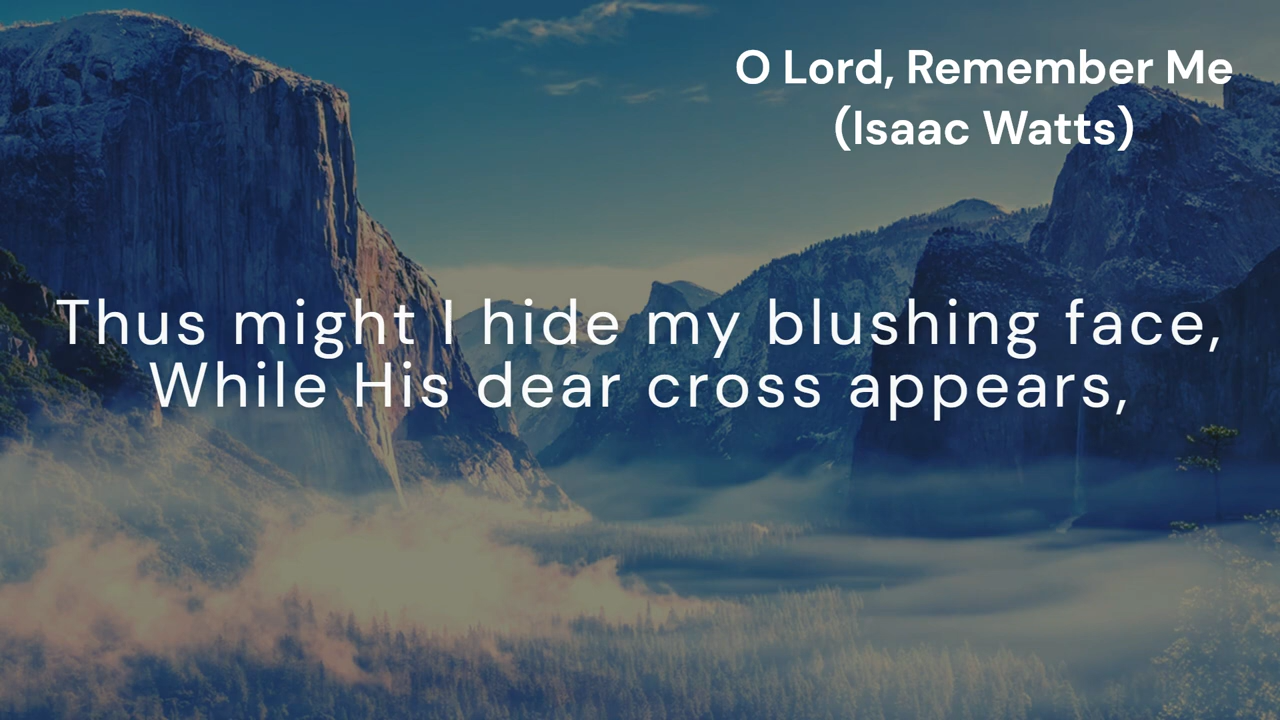 O Lord, Remember Me
(Isaac Watts)
Thus might I hide my blushing face,
While His dear cross appears,